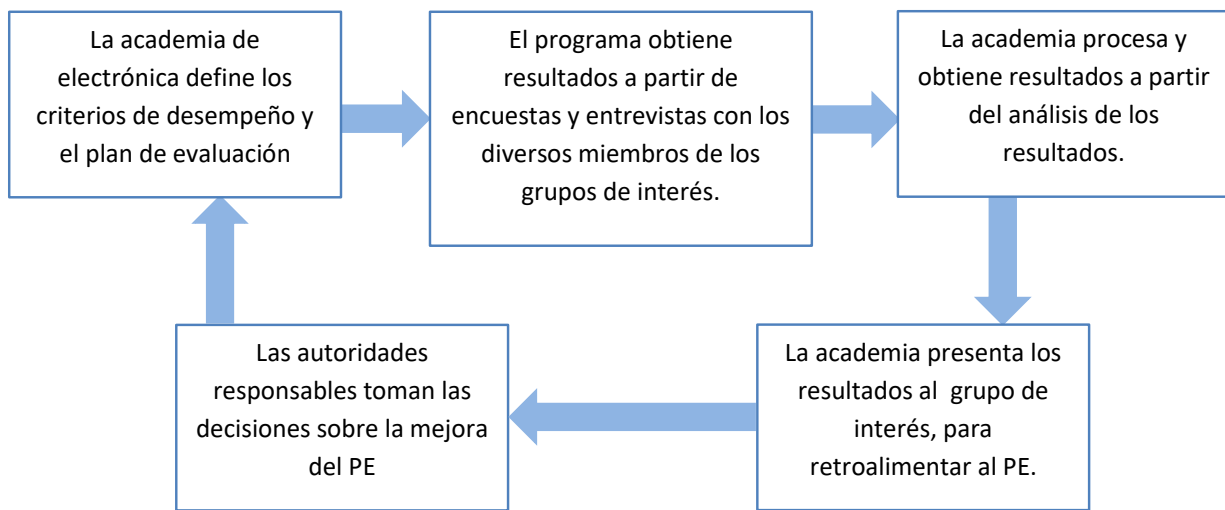 La academia de
electrónica define los
criterios de desempeño y
el plan de evaluación
El programa obtiene
resultados a partir de
encuestas y entrevistas con los
diversos miembros de los
grupos de interés.
La academia procesa y
obtiene resultados a partir
del análisis de los
resultados.
La academia presenta los
resultados al grupo de
interés, para
retroalimentar al PE.
Las autoridades
responsables toman las
decisiones sobre la mejora
del PE